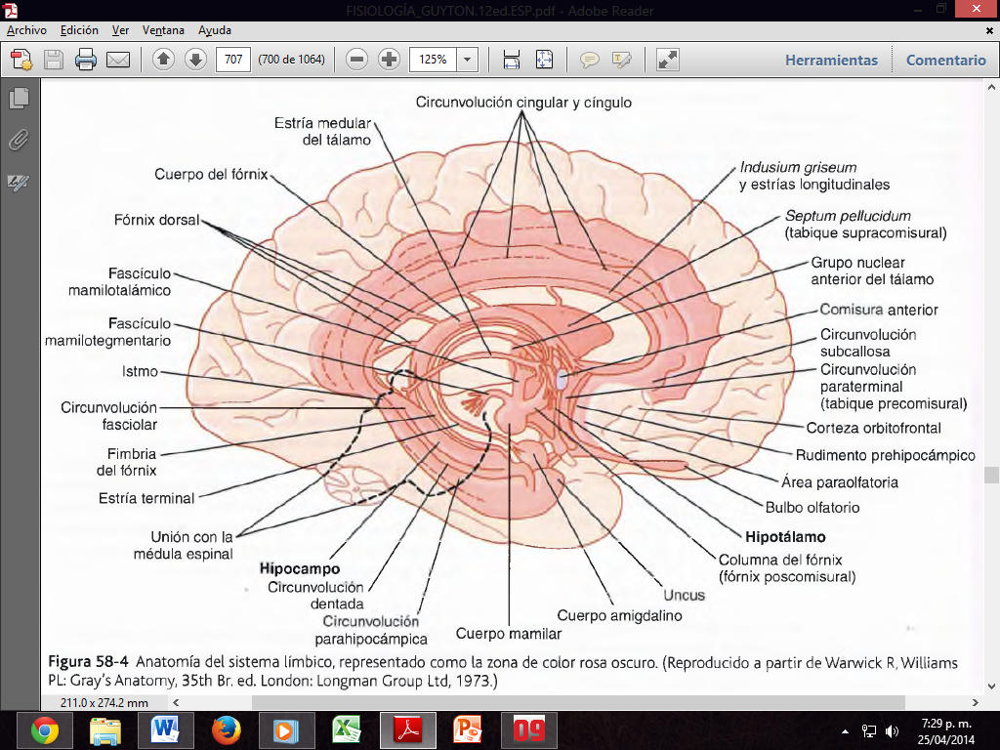 FISIOLOGÍA_GUYTON.12ed.ESP.pdf - Adobe Reader
Archivo Edición Ver Ventana Ayuda
707 (700 de 1064) 125% Herramientas Comentario
Circunvolución cingular y cíngulo
Estría medular
del tálamo
Cuerpo del fórnix
Fórnix dorsal
Fascículo
mamilotalámico
Fascículo
mamilotegmentario
Istmo
Circunvolución
fasciolar
Fimbria
del fórnix
Estría terminal
Unión con la
médula espinal
Hipocampo
Circunvolución
dentada
Circunvolución
parahipocámpica
Cuerpo mamilar
Cuerpo amigdalino
Uncus
Columna del fórnix
(fórnix poscomisural)
Hipotálamo
Bulbo olfatorio
Área paraolfatoria
Rudimento prehipocámpico
Corteza orbitofrontal
Circunvolución
paraterminal
(tabique precomisural)
Circunvolución
subcallosa
Comisura anterior
Grupo nuclear
anterior del tálamo
Septum pellucidum
(tabique supracomisural)
Indusium griseum
y estrías longitudinales
Figura 58-4 Anatomía del sistema límbico, representado como la zona de color rosa oscuro. (Reproducido a partir de Warwick R, Williams
PL: Gray's Anatomy, 35th Br. ed. London: Longman Group Ltd, 1973.)
211.0 x 274.2 mm
7:29 p. m.
25/04/2014